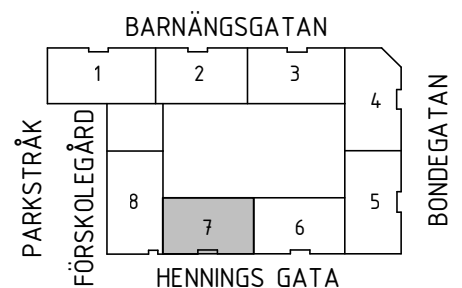 BARNÄNGSGATAN
1
2
3
4
5
6
7
8
PARKSTRÅK
FÖRSKOLEGÅRD
BONDEGATAN
HENNINGS GATA